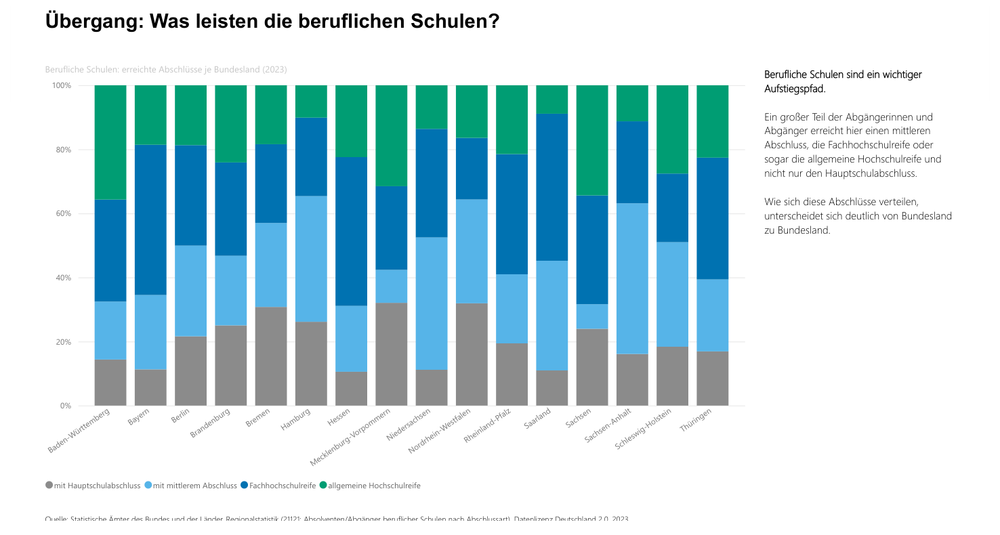 Übergang: Was leisten die beruflichen Schulen?
Berufliche Schulen: erreichte Abschlüsse je Bundesland (2023)
100%
80%
60%
40%
20%
0%
Baden-Württemberg
Bayern
Berlin
Brandenburg
Bremen
Hamburg
Hessen
Mecklenburg-Vorpommern
Niedersachsen
Nordrhein-Westfalen
Rheinland-Pfalz
Saarland
Sachsen
Sachsen-Anhalt
Schleswig-Holstein
Thüringen
mit Hauptschulabschluss mit mittlerem Abschluss Fachhochschulreife allgemeine Hochschulreife
Berufliche Schulen sind ein wichtiger
Aufstiegspfad.
Ein großer Teil der Abgängerinnen und
Abgänger erreicht hier einen mittleren
Abschluss, die Fachhochschulreife oder
sogar die allgemeine Hochschulreife und
nicht nur den Hauptschulabschluss.
Wie sich diese Abschlüsse verteilen,
unterscheidet sich deutlich von Bundesland
zu Bundesland.
Quelle: Statistische Ämter des Bundes und der Länder, Regionalstatistik (21121: Absolventen/Abgänger beruflicher Schulen nach Abschlussart), Datenlizenz Deutschland 2.0, 2023